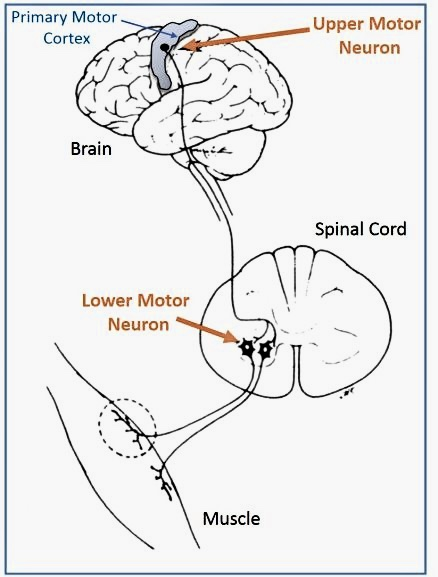 Primary Motor
Cortex
Upper Motor
Neuron
Brain
Spinal Cord
Lower Motor
Neuron
Muscle